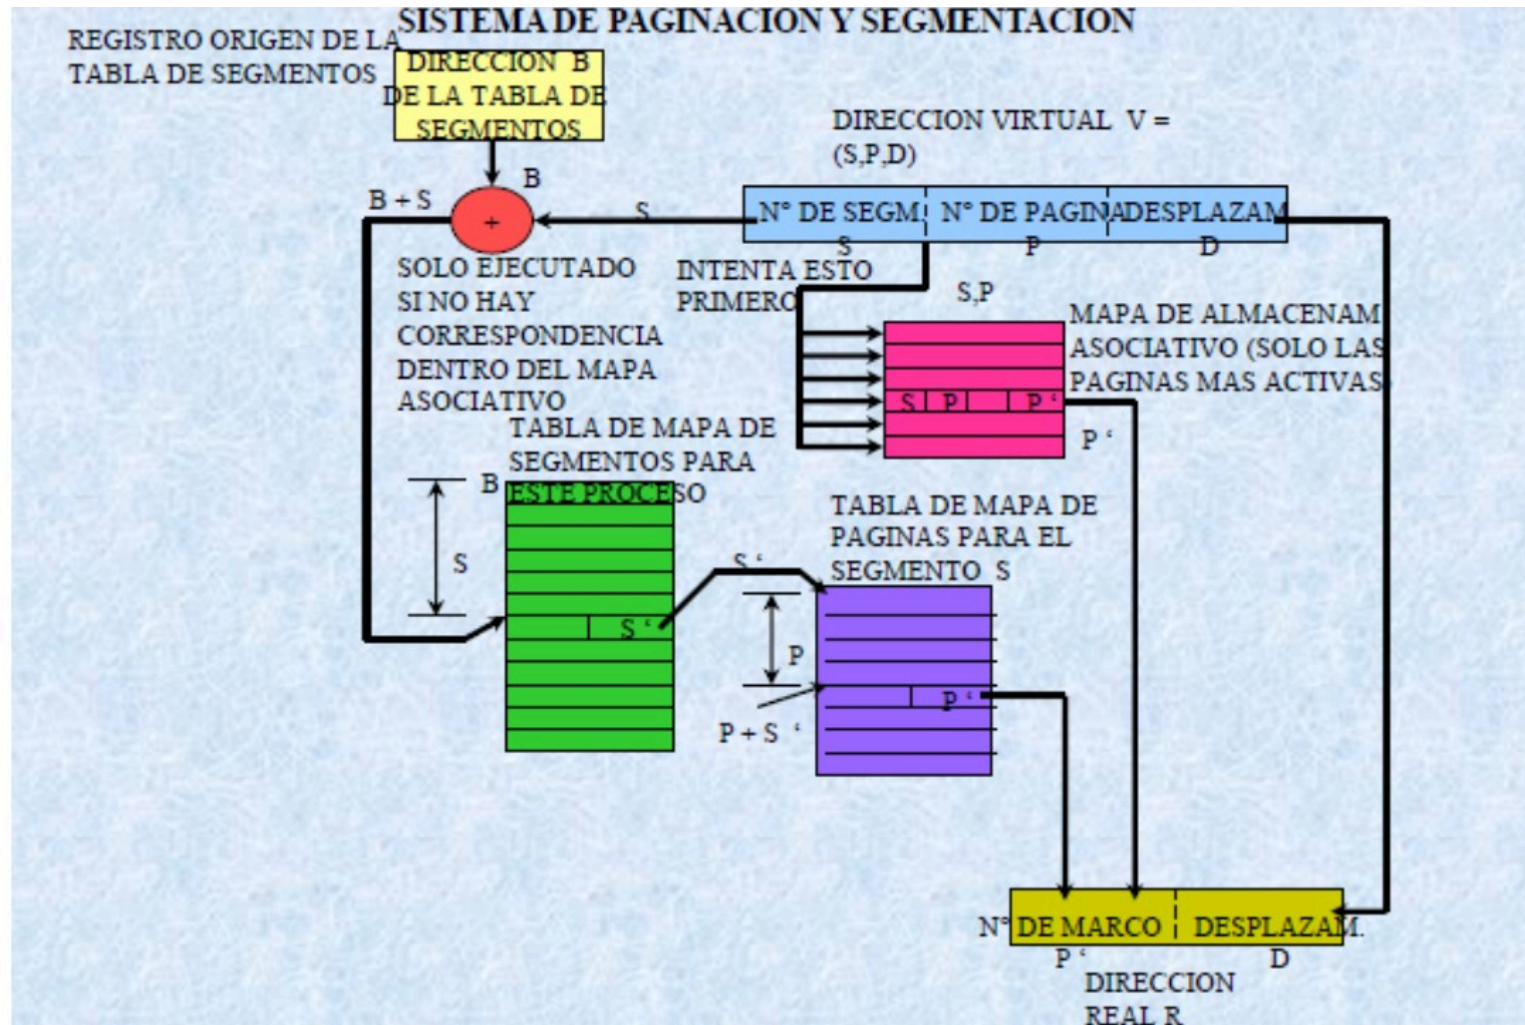 SISTEMA DE PAGINACION Y SEGMENTACION
REGISTRO ORIGEN DE LA
TABLA DE SEGMENTOS
DIRECCION B
DE LA TABLA DE
SEGMENTOS
DIRECCION VIRTUAL V =
(S,P,D)
B
B + S
+
S
N° DE SEGM.
S
N° DE PAGINA
P
DESPLAZAM
D
SOLO EJECUTADO
SI NO HAY
CORRESPONDENCIA
DENTRO DEL MAPA
ASOCIATIVO
INTENTA ESTO
PRIMERO
S,P
MAPA DE ALMACENAM
ASOCIATIVO (SOLO LAS
PAGINAS MAS ACTIVAS)
S P P ‘
P ‘
TABLA DE MAPA DE
SEGMENTOS PARA
ESTE PROCESO
B
S
S ‘
S ‘
TABLA DE MAPA DE
PAGINAS PARA EL
SEGMENTO S
P
P ‘
P + S ‘
N° DE MARCO
P ‘
DESPLAZAM.
D
DIRECCION
REAL R